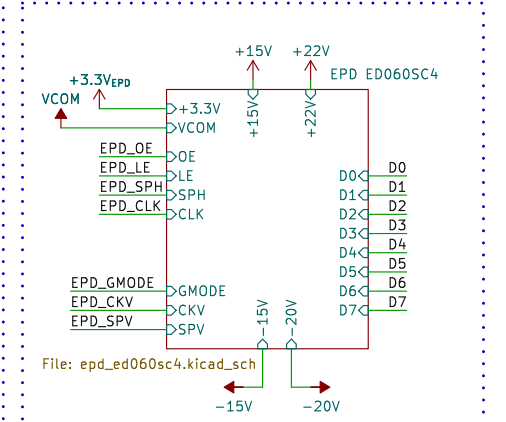 +15V
+22V
EPD ED060SC4
+3.3VEPD
VCOM
+3.3V
+15V
+22V
VCOM
EPD_OE
OE
EPD_LE
LE
D0
D0
EPD_SPH
SPH
D1
D1
EPD_CLK
CLK
D2
D2
D3
D3
D4
D4
D5
D5
EPD_GMODE
GMODE
D6
D6
EPD_CKV
CKV
D7
D7
EPD_SPV
SPV
-15V
-20V
File: epd_ed060sc4.kicad_sch
-15V
-20V